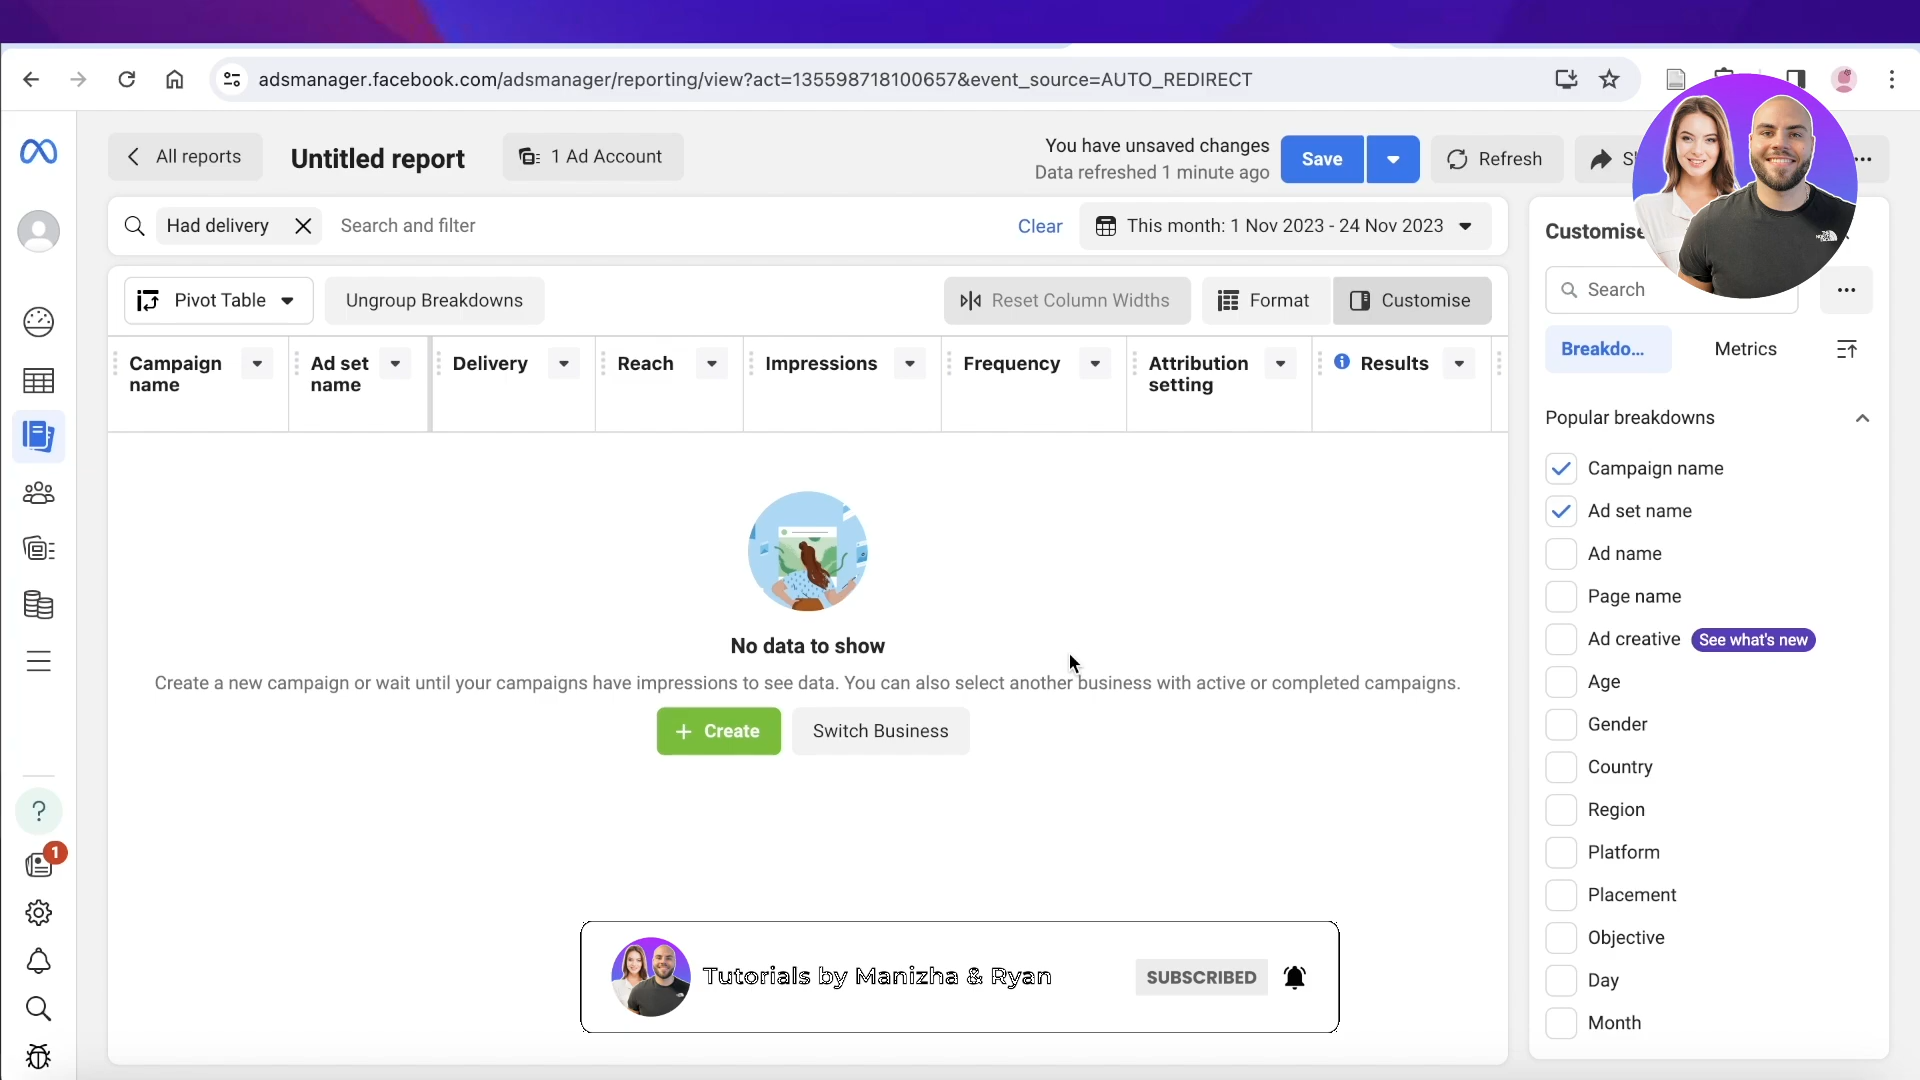 adsmanager.facebook.com/adsmanager/reporting/view?act=135598718100657&event_source=AUTO_REDIRECT
All reports
Untitled report
1 Ad Account
You have unsaved changes
Data refreshed 1 minute ago
Save
Refresh
Had delivery
Search and filter
Clear
This month: 1 Nov 2023 - 24 Nov 2023
Pivot Table
Ungroup Breakdowns
Reset Column Widths
Format
Customise
Campaign name
Ad set name
Delivery
Reach
Impressions
Frequency
Attribution setting
Results
No data to show
Create a new campaign or wait until your campaigns have impressions to see data. You can also select another business with active or completed campaigns.
+ Create
Switch Business
Customise
Search
Breakdo...
Metrics
Popular breakdowns
Campaign name
Ad set name
Ad name
Page name
Ad creative
See what's new
Age
Gender
Country
Region
Platform
Placement
Objective
Day
Month
?
1
Tutorials by Manizha & Ryan
SUBSCRIBED